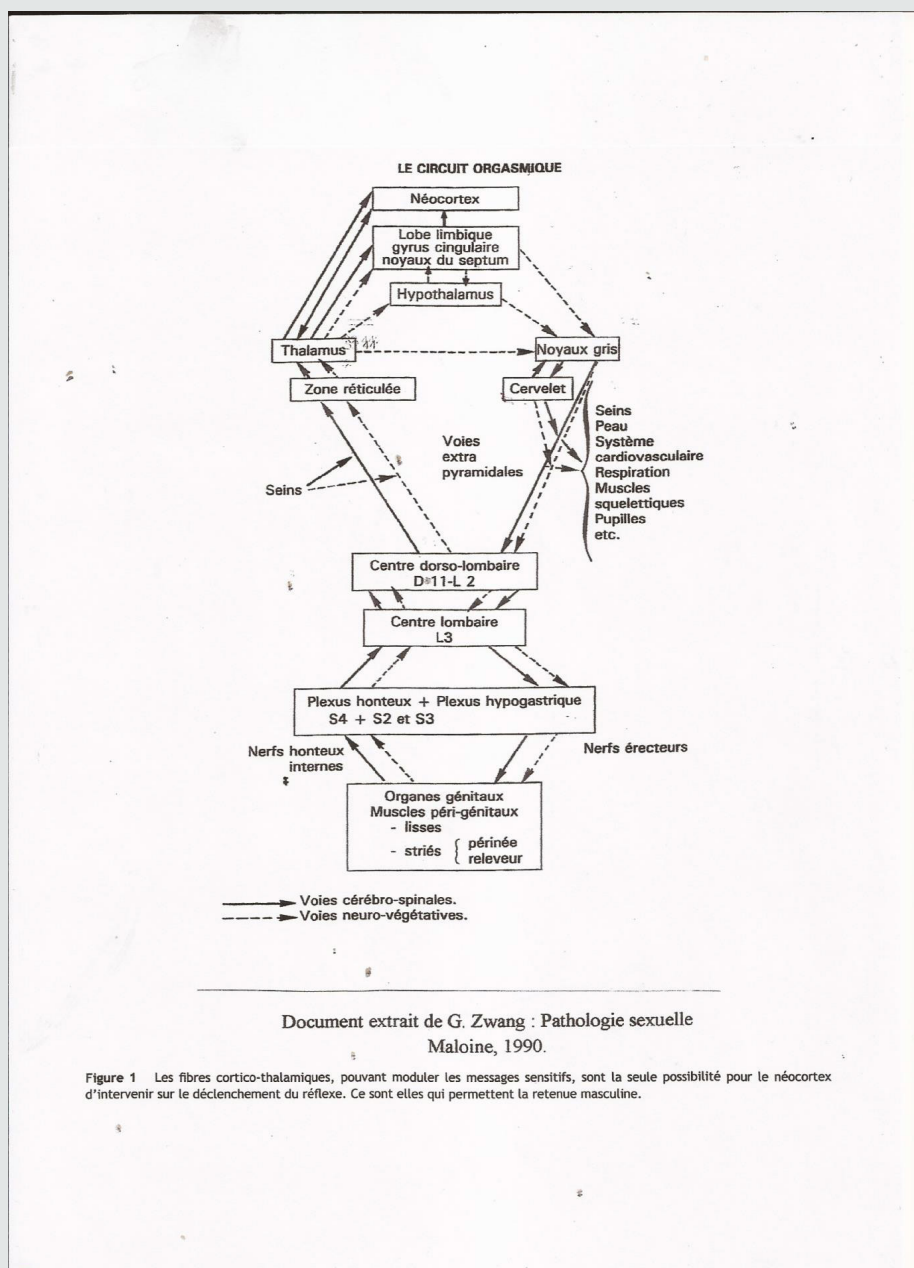 LE CIRCUIT ORGASMIQUE
Néocortex
Lobe limbique
gyrus cingulaire
noyaux du septum
Hypothalamus
Thalamus
Noyaux gris
Zone réticulée
Cervelet
Seins
Peau
Système
cardiovasculaire
Respiration
Muscles
squelettiques
Pupilles
etc.
Voies
extra
pyramidales
Seins
Centre dorso-lombaire
D 11-L 2
Centre lombaire
L3
Plexus honteux + Plexus hypogastrique
S4 + S2 et S3
Nerfs honteux
internes
Nerfs érecteurs
Organes génitaux
Muscles péri-génitaux
- lisses
- striés { périnée
releveur
Voies cérébro-spinales.
Voies neuro-végétatives.
Document extrait de G. Zwang : Pathologie sexuelle
Maloine, 1990.
Figure 1 Les fibres cortico-thalamiques, pouvant moduler les messages sensitifs, sont la seule possibilité pour le néocortex
d'intervenir sur le déclenchement du réflexe. Ce sont elles qui permettent la retenue masculine.